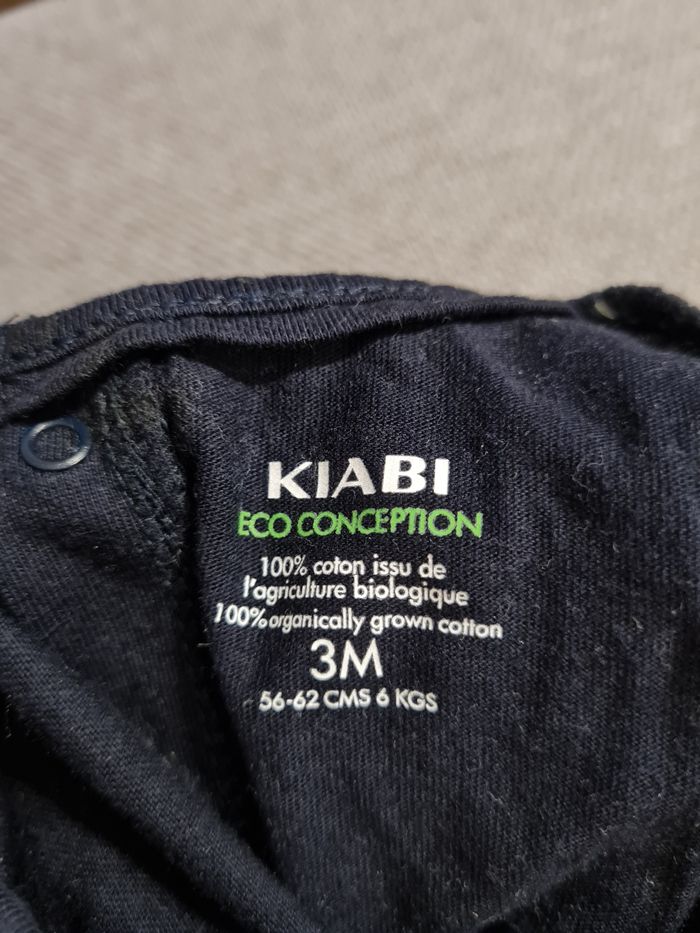 KIABI
ECO CONCEPTION
100% coton issu de
l'agriculture biologique
100% organically grown cotton
3M
56-62 CMS 6 KGS